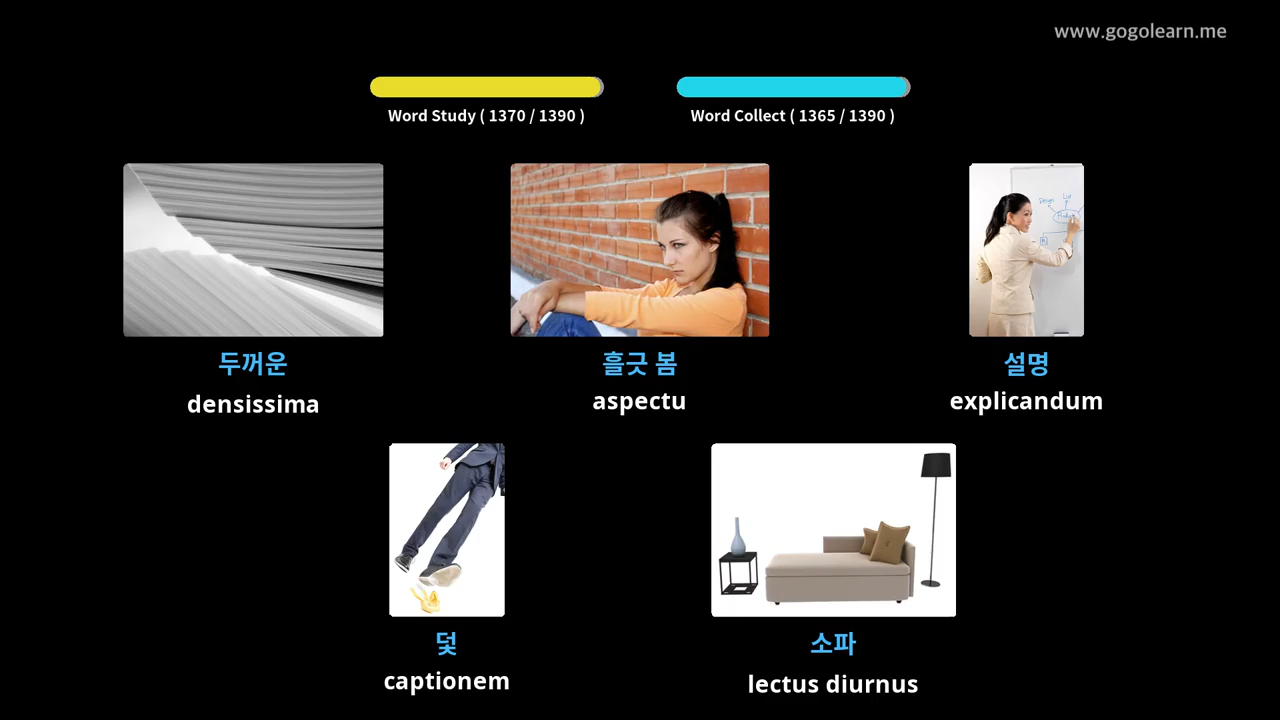 www.gogolearn.me
Word Study ( 1370 / 1390 )
Word Collect ( 1365 / 1390 )
두꺼운
densissima
흘긋 봄
aspectu
설명
explicandum
덫
captionem
소파
lectus diurnus